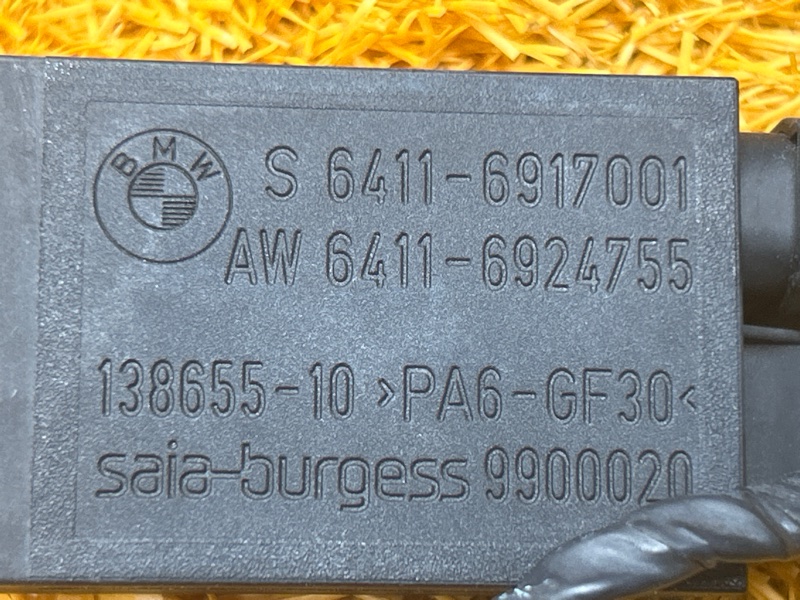 BMW
S 6411-6917001
AW 6411-6924755
138655-10 >PA6-GF30<
saia-burgess 9900020